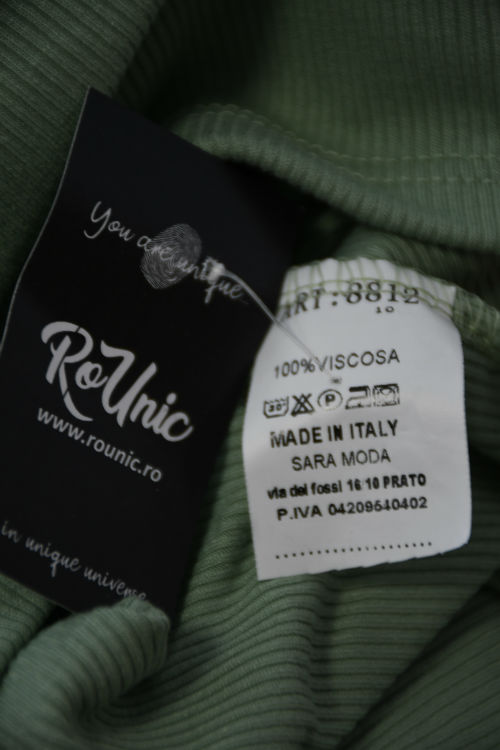 You are unique
RoUnic
www.rounic.ro
in unique universe
ART:8812
10
100%VISCOSA
P
MADE IN ITALY
SARA MODA
via dei fossi 16 10 PRATO
P.IVA 04209640402